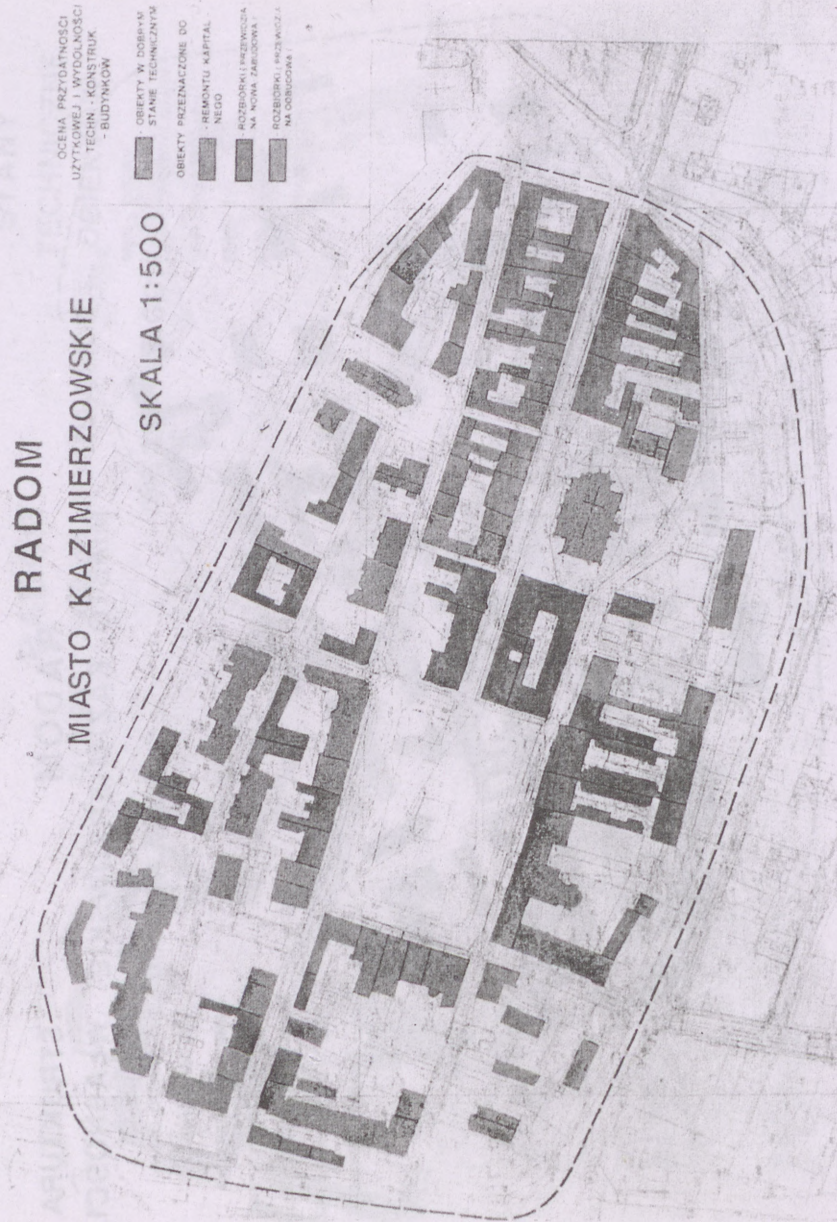 RADOM
MIASTO KAZIMIERZOWSKIE
SKALA 1:500
OCENA PRZYDATNOŚCI
UŻYTKOWEJ I WYDOLNOŚCI
TECHN. - KONSTRUK.
- BUDYNKÓW
- OBIEKTY W DOBRYM
STANIE TECHNICZNYM
OBIEKTY PRZEZNACZONE DO
- REMONTU KAPITAL
NEGO
- ROZBIÓRKI (PRZEWIDZIA
NA NOWA ZABUDOWA)
- ROZBIÓRKI (PRZEWIDZIA
NA ODBUDOWA)